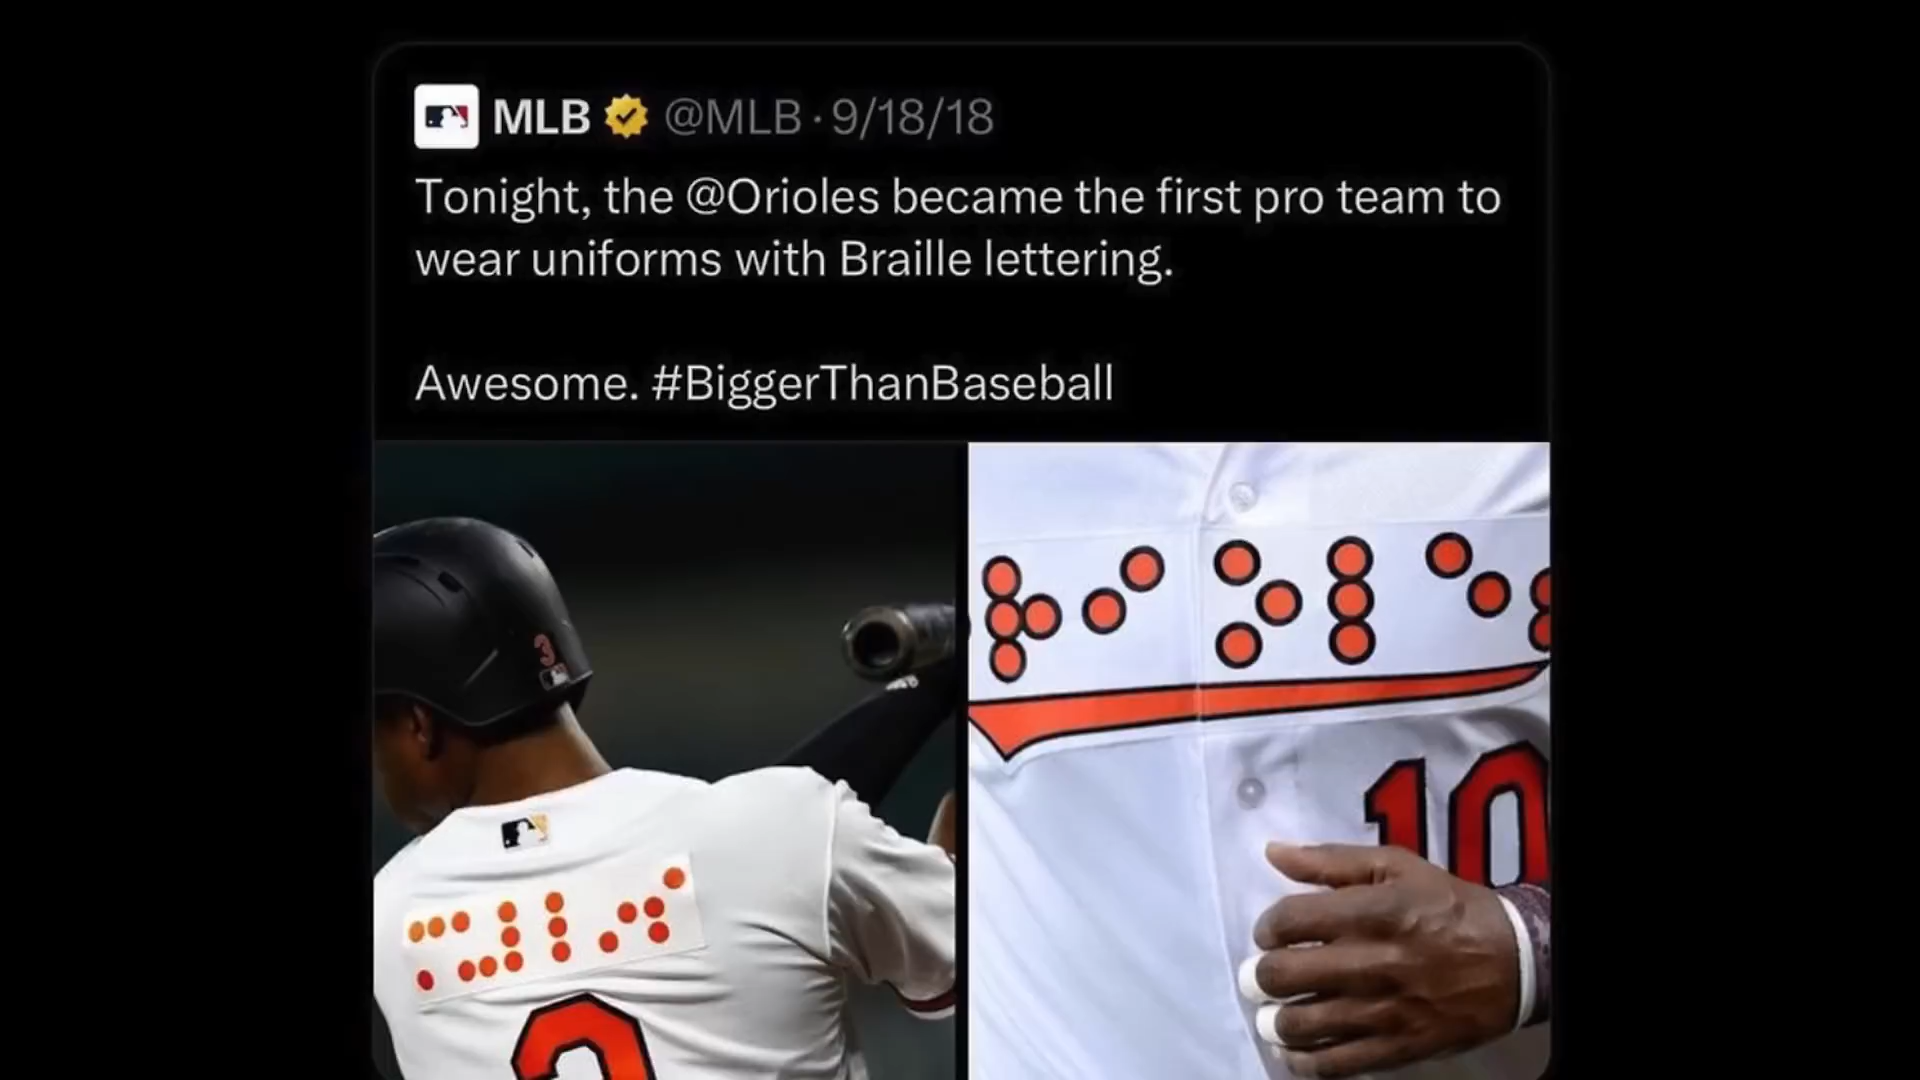 MLB @MLB · 9/18/18
Tonight, the @Orioles became the first pro team to
wear uniforms with Braille lettering.
Awesome. #BiggerThanBaseball
3
⠗⠊⠕⠇⠑
10